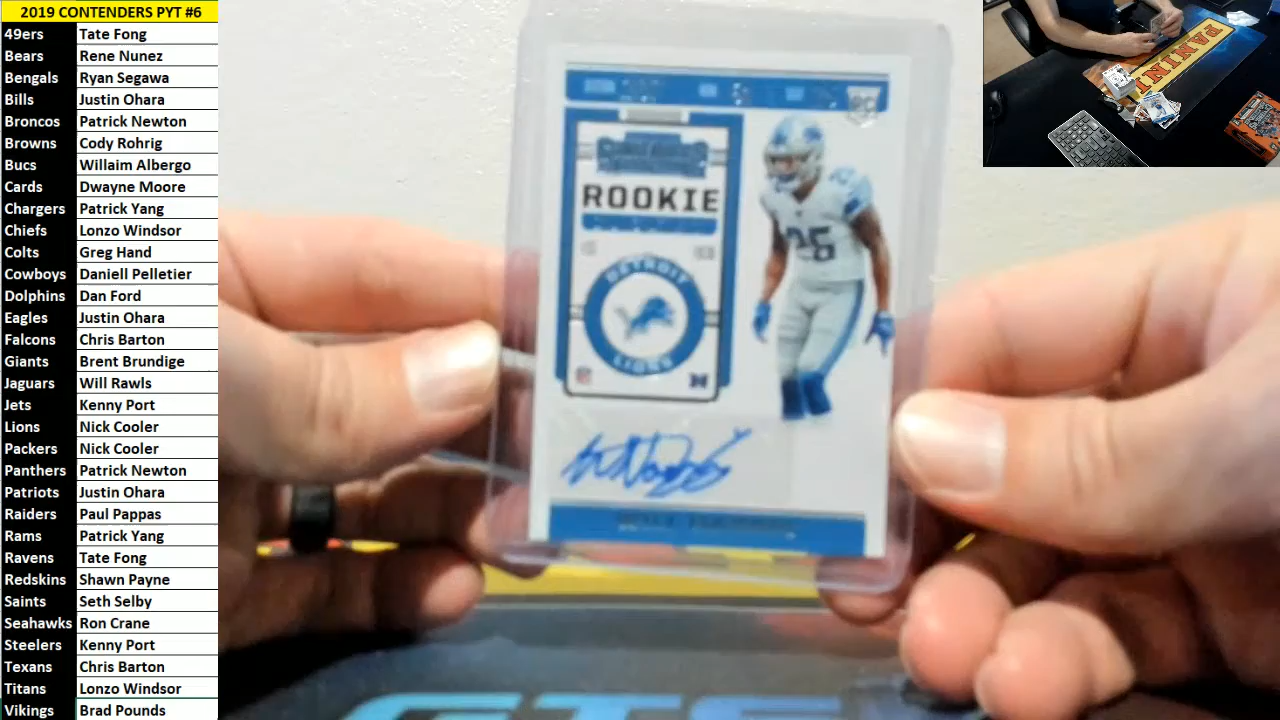 2019 CONTENDERS PYT #6
49ers Tate Fong
Bears Rene Nunez
Bengals Ryan Segawa
Bills Justin Ohara
Broncos Patrick Newton
Browns Cody Rohrig
Bucs Willaim Albergo
Cards Dwayne Moore
Chargers Patrick Yang
Chiefs Lonzo Windsor
Colts Greg Hand
Cowboys Daniell Pelletier
Dolphins Dan Ford
Eagles Justin Ohara
Falcons Chris Barton
Giants Brent Brundige
Jaguars Will Rawls
Jets Kenny Port
Lions Nick Cooler
Packers Nick Cooler
Panthers Patrick Newton
Patriots Justin Ohara
Raiders Paul Pappas
Rams Patrick Yang
Ravens Tate Fong
Redskins Shawn Payne
Saints Seth Selby
Seahawks Ron Crane
Steelers Kenny Port
Texans Chris Barton
Titans Lonzo Windsor
Vikings Brad Pounds
RC
ROOKIE
DETROIT
LIONS
26
PANINI